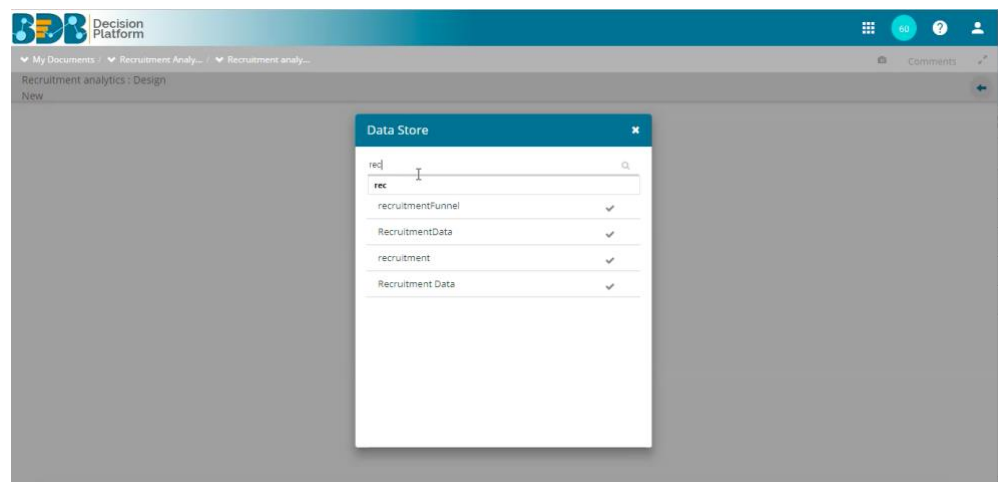 BDB Decision Platform
60
?
My Documents / Recruitment Analy... / Recruitment analy...
Comments
Recruitment analytics : Design
New
Data Store
rec
rec
recruitmentFunnel
RecruitmentData
recruitment
Recruitment Data